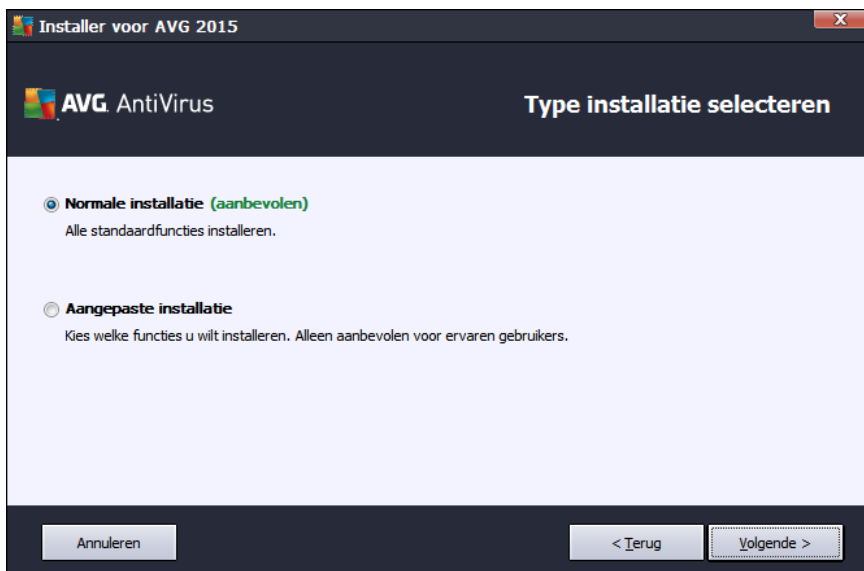 Installer voor AVG 2015
X
AVG. AntiVirus
Type installatie selecteren
Normale installatie (aanbevolen)
Alle standaardfuncties installeren.
Aangepaste installatie
Kies welke functies u wilt installeren. Alleen aanbevolen voor ervaren gebruikers.
Annuleren
< Terug
Volgende >